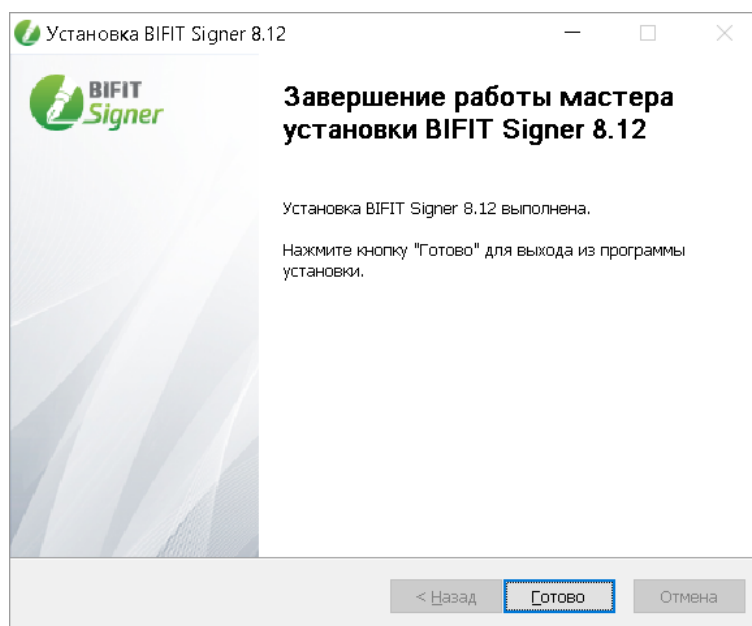 Установка BIFIT Signer 8.12
BIFIT
Signer
Завершение работы мастера
установки BIFIT Signer 8.12
Установка BIFIT Signer 8.12 выполнена.
Нажмите кнопку "Готово" для выхода из программы
установки.
< Назад
Готово
Отмена